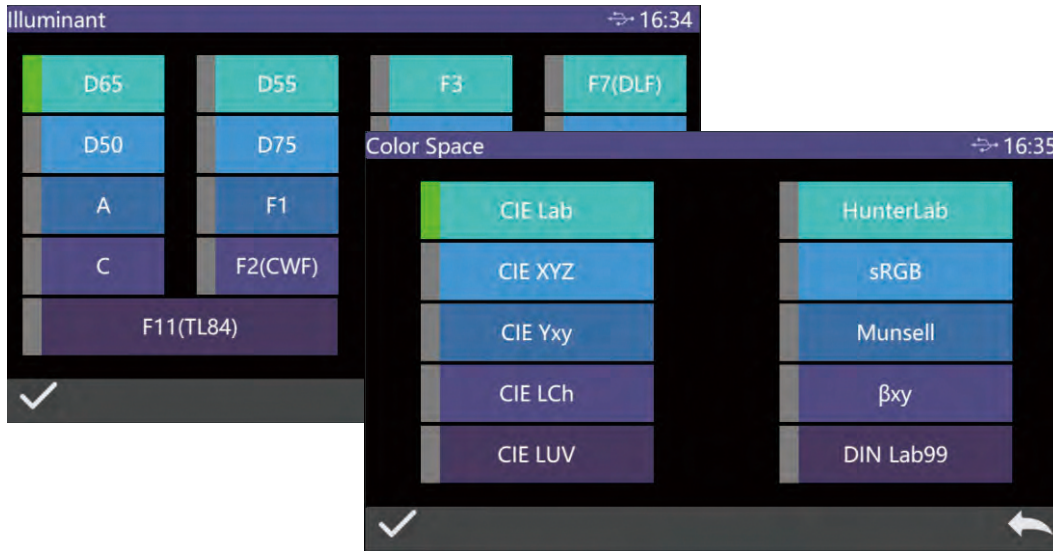 Illuminant 16:34
D65 D55 F3 F7(DLF)
D50 D75
A F1
C F2(CWF)
F11(TL84)
Color Space 16:35
CIE Lab HunterLab
CIE XYZ sRGB
CIE Yxy Munsell
CIE LCh βxy
CIE LUV DIN Lab99